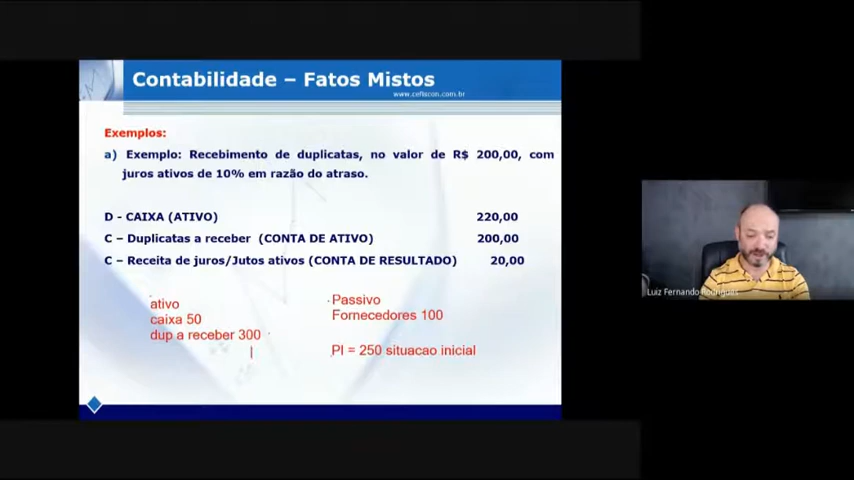 Contabilidade – Fatos Mistos
www.cefiscon.com.br
Exemplos:
a) Exemplo: Recebimento de duplicatas, no valor de R$ 200,00, com
juros ativos de 10% em razão do atraso.
D - CAIXA (ATIVO) 220,00
C – Duplicatas a receber (CONTA DE ATIVO) 200,00
C – Receita de juros/Jutos ativos (CONTA DE RESULTADO) 20,00
ativo
caixa 50
dup a receber 300
Passivo
Fornecedores 100
Pl = 250 situacao inicial
Luiz Fernando Rodrigues